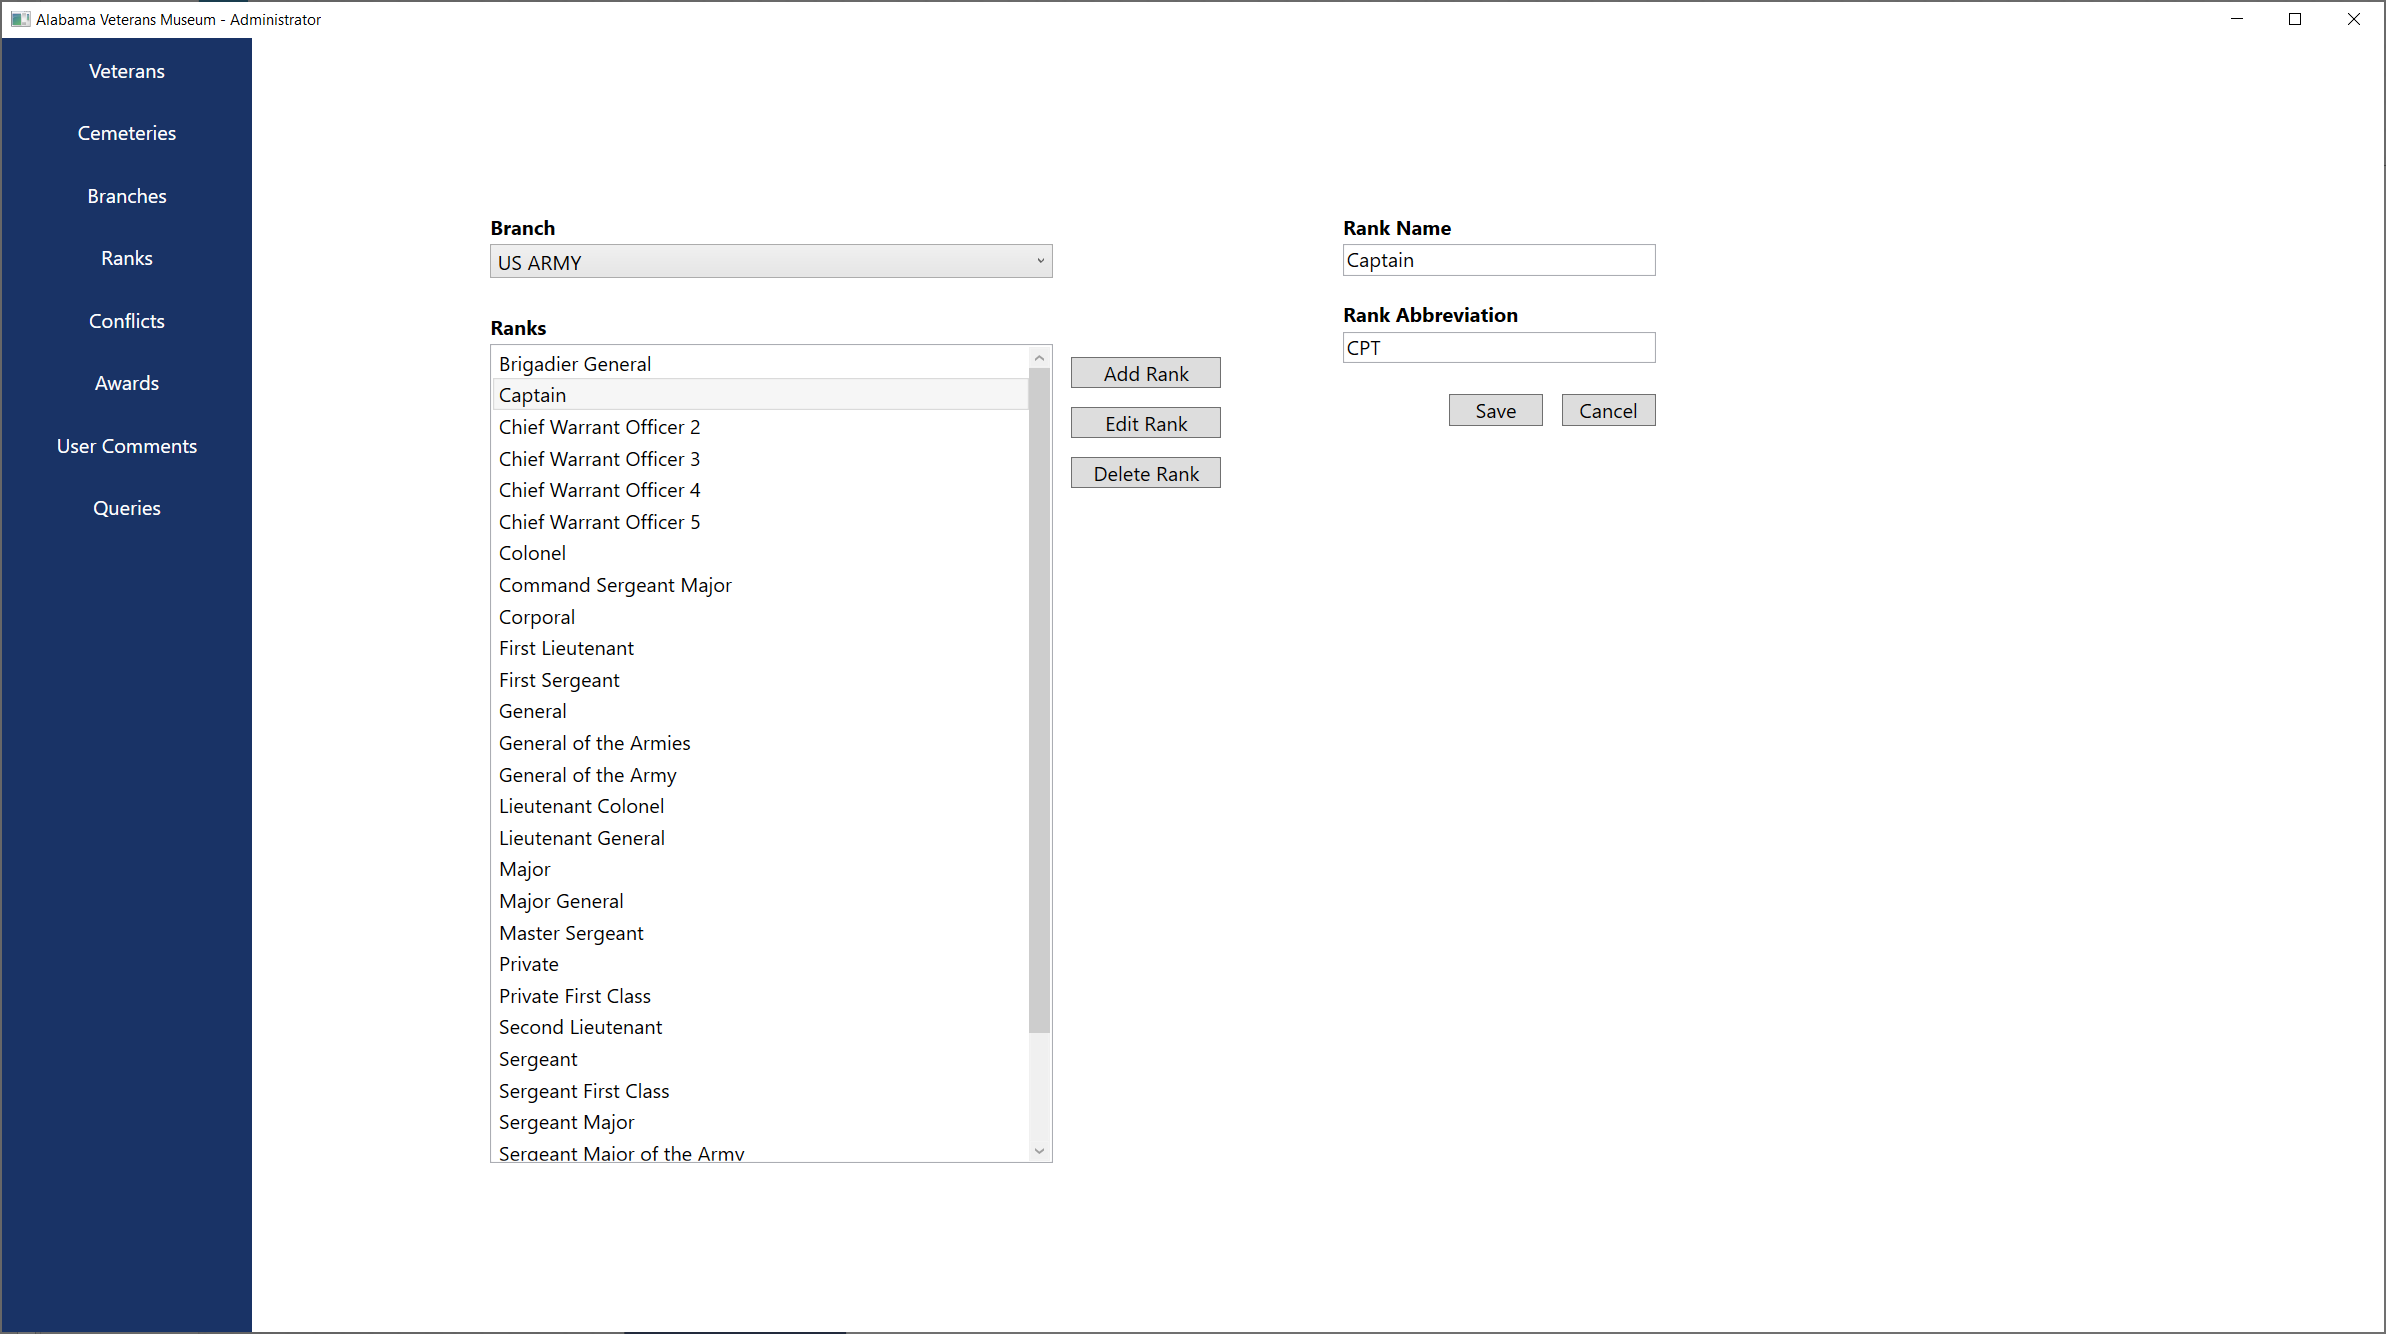 Alabama Veterans Museum - Administrator
Veterans
Cemeteries
Branches
Ranks
Conflicts
Awards
User Comments
Queries
Branch
US ARMY
Ranks
Brigadier General
Captain
Chief Warrant Officer 2
Chief Warrant Officer 3
Chief Warrant Officer 4
Chief Warrant Officer 5
Colonel
Command Sergeant Major
Corporal
First Lieutenant
First Sergeant
General
General of the Armies
General of the Army
Lieutenant Colonel
Lieutenant General
Major
Major General
Master Sergeant
Private
Private First Class
Second Lieutenant
Sergeant
Sergeant First Class
Sergeant Major
Sergeant Major of the Army
Add Rank
Edit Rank
Delete Rank
Rank Name
Captain
Rank Abbreviation
CPT
Save
Cancel